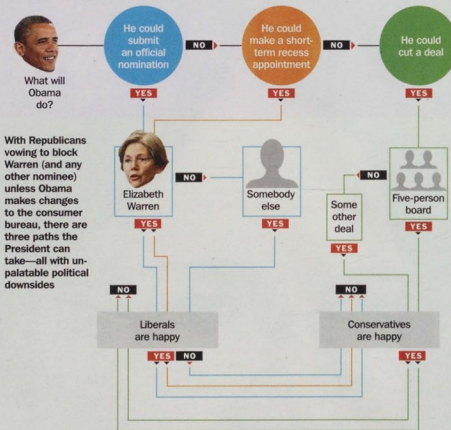 He could
submit
an official
nomination
NO
He could
make a short-
term recess
appointment
NO
He could
cut a deal
What will
Obama
do?
YES
YES
YES
With Republicans
vowing to block
Warren (and any
other nominee)
unless Obama
makes changes
to the consumer
bureau, there are
three paths the
President can
take—all with un-
palatable political
downsides
Elizabeth
Warren
NO
Somebody
else
Some
other
deal
NO
Five-person
board
YES
YES
YES
YES
YES
NO
NO
Liberals
are happy
Conservatives
are happy
YES
NO
YES